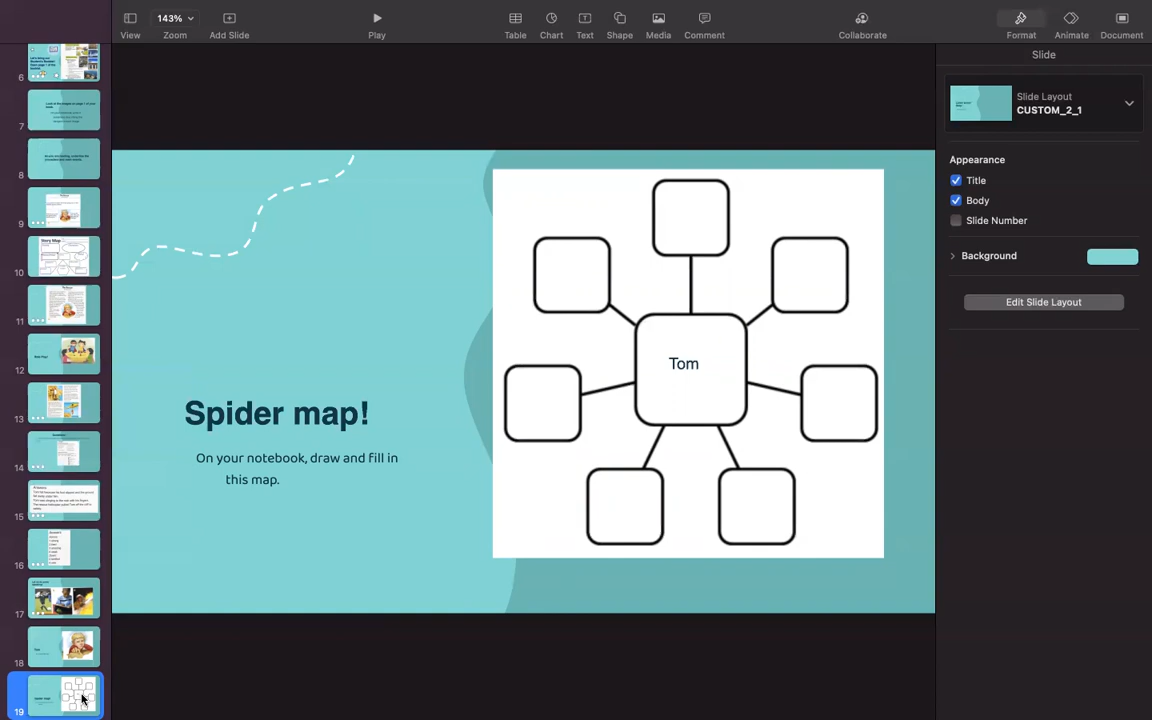 143%
View
Zoom
Add Slide
Play
Table
Chart
Text
Shape
Media
Comment
Collaborate
Format
Animate
Document
Slide
Slide Layout
CUSTOM_2_1
Appearance
Title
Body
Slide Number
Background
Edit Slide Layout
6
7
8
9
10
Story Map
11
12
13
14
15
16
17
18
19
Tom
Spider map!
On your notebook, draw and fill in
this map.